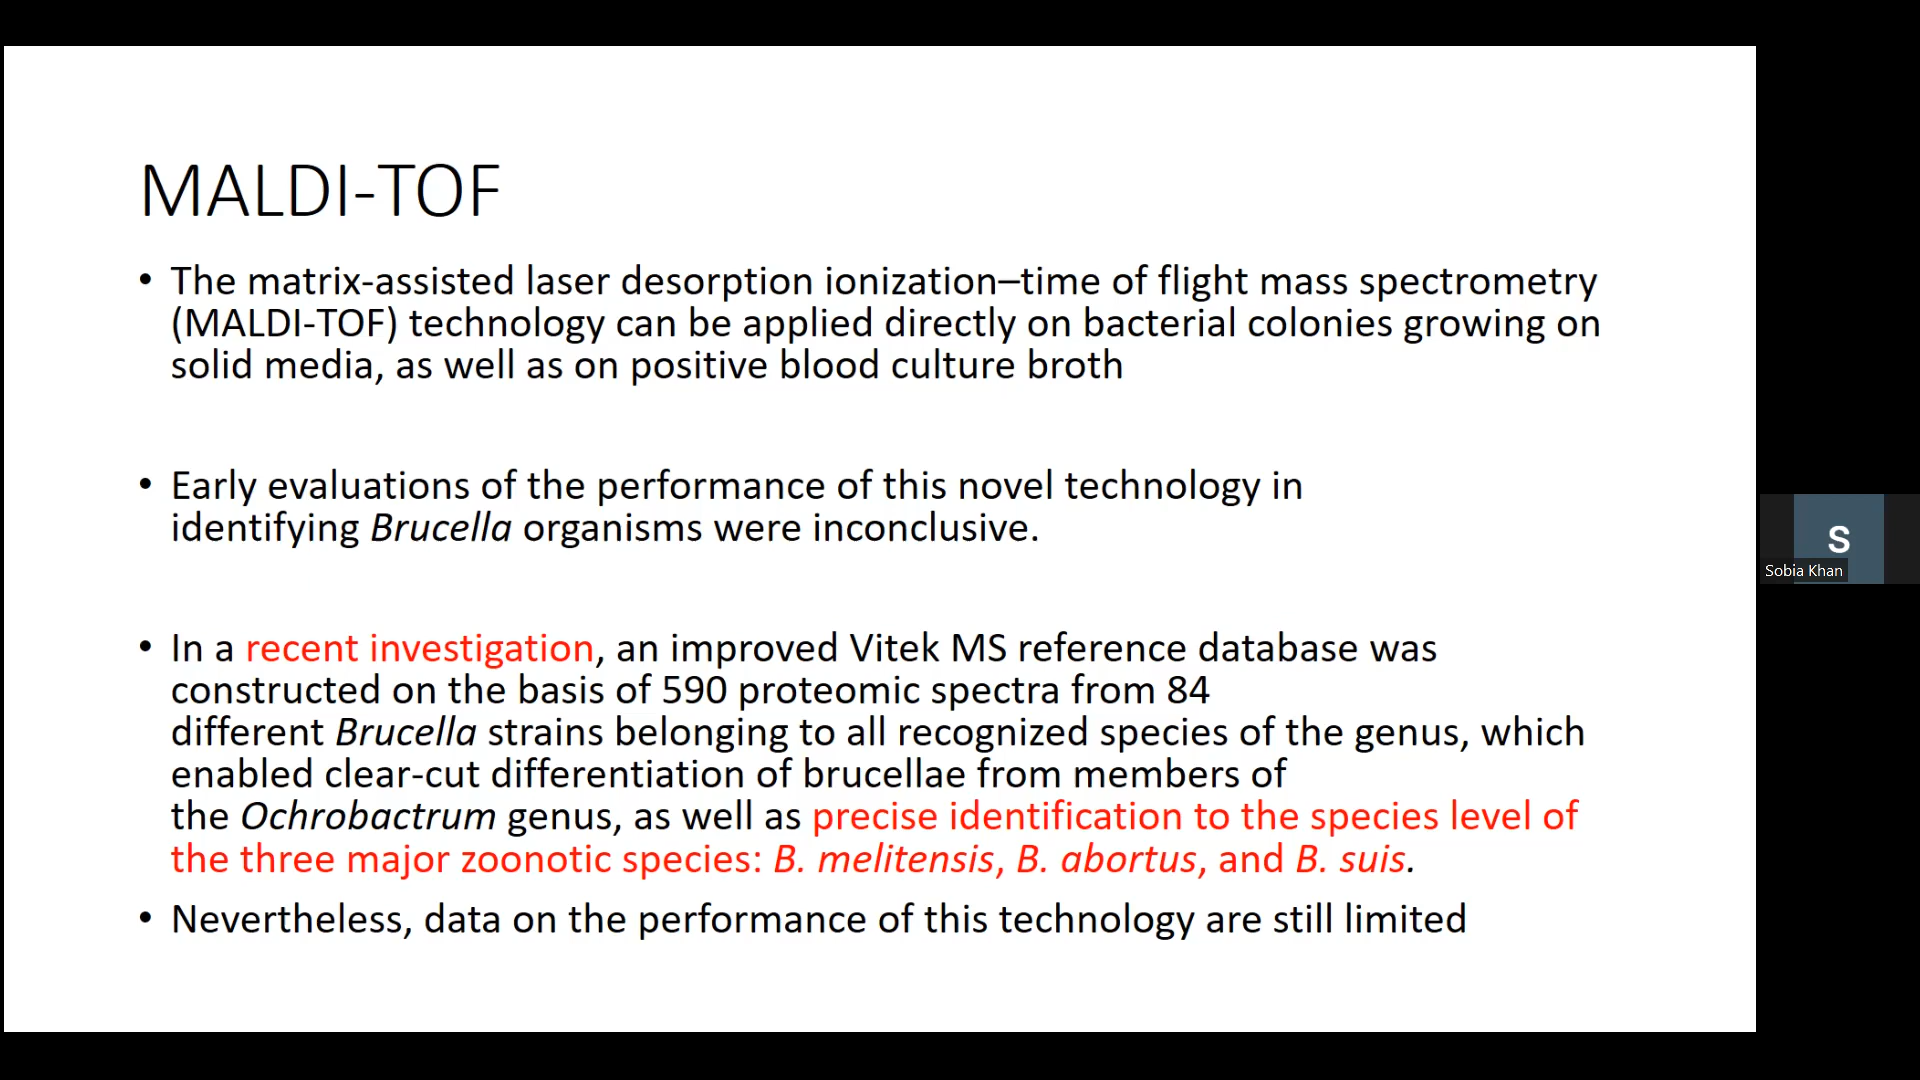 MALDI-TOF
• The matrix-assisted laser desorption ionization–time of flight mass spectrometry
(MALDI-TOF) technology can be applied directly on bacterial colonies growing on
solid media, as well as on positive blood culture broth
• Early evaluations of the performance of this novel technology in
identifying Brucella organisms were inconclusive.
• In a recent investigation, an improved Vitek MS reference database was
constructed on the basis of 590 proteomic spectra from 84
different Brucella strains belonging to all recognized species of the genus, which
enabled clear-cut differentiation of brucellae from members of
the Ochrobactrum genus, as well as precise identification to the species level of
the three major zoonotic species: B. melitensis, B. abortus, and B. suis.
• Nevertheless, data on the performance of this technology are still limited
S
Sobia Khan